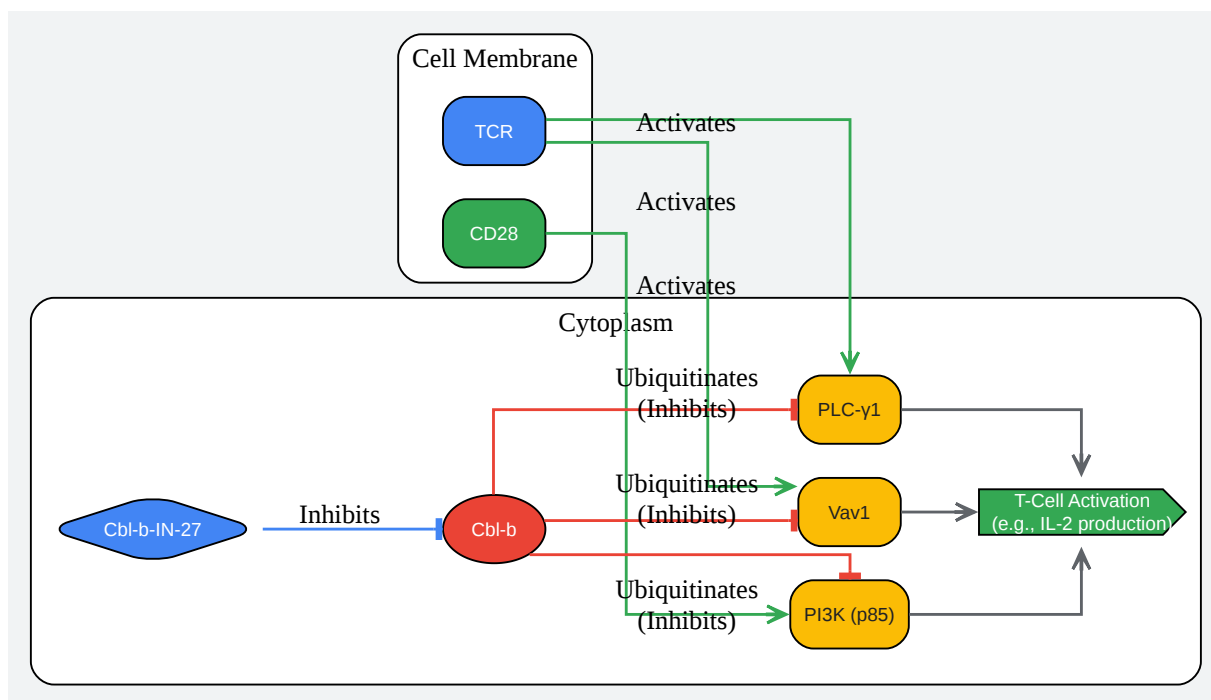 Cell Membrane
TCR
Activates
Activates
CD28
Activates
Cytoplasm
Ubiquitinates
(Inhibits)
PLC-γ1
Ubiquitinates
(Inhibits)
Cbl-b-IN-27
Inhibits
Cbl-b
Vav1
T-Cell Activation
(e.g., IL-2 production)
Ubiquitinates
(Inhibits)
PI3K (p85)